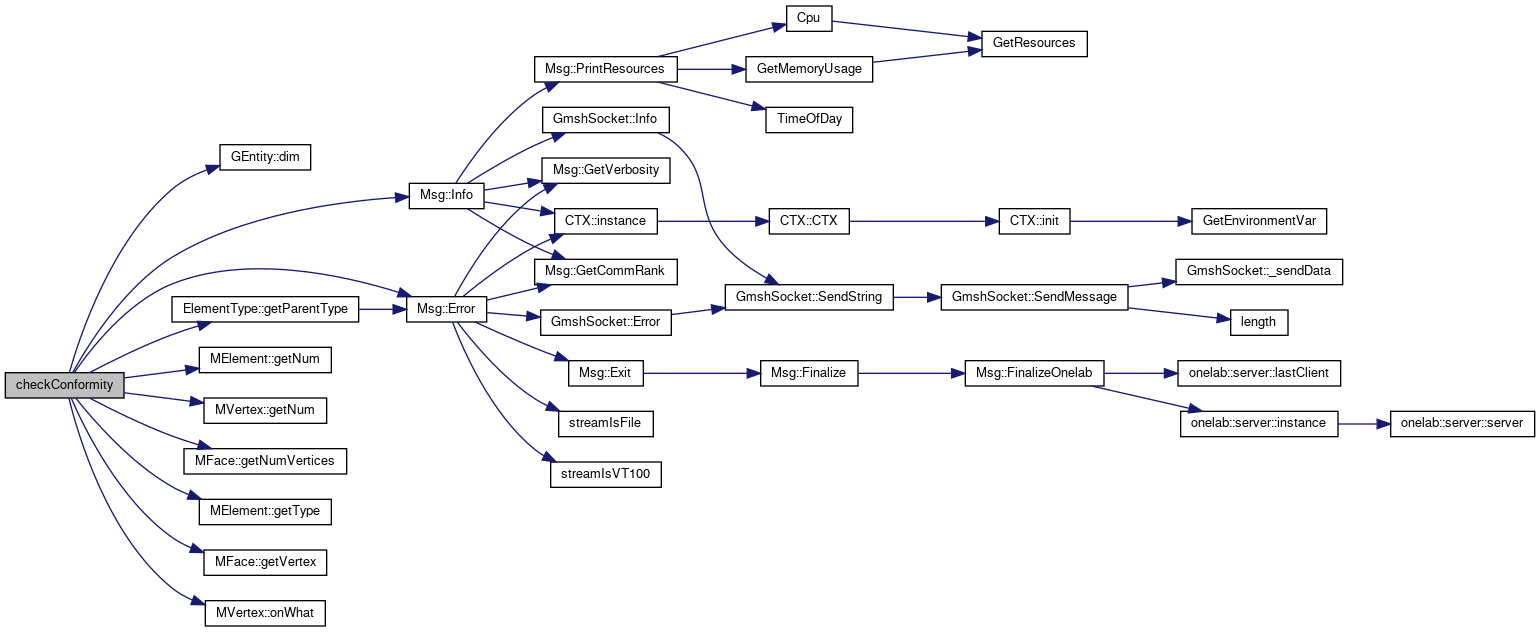 checkConformity
GEntity::dim
Msg::Info
ElementType::getParentType
Msg::Error
MElement::getNum
MVertex::getNum
MFace::getNumVertices
MElement::getType
MFace::getVertex
MVertex::onWhat
Msg::PrintResources
GmshSocket::Info
Msg::GetVerbosity
CTX::instance
Msg::GetCommRank
GmshSocket::Error
Msg::Exit
streamIsFile
streamIsVT100
Cpu
GetMemoryUsage
TimeOfDay
GetResources
CTX::CTX
CTX::init
GetEnvironmentVar
GmshSocket::SendString
GmshSocket::SendMessage
GmshSocket::_sendData
length
Msg::Finalize
Msg::FinalizeOnelab
onelab::server::lastClient
onelab::server::instance
onelab::server::server